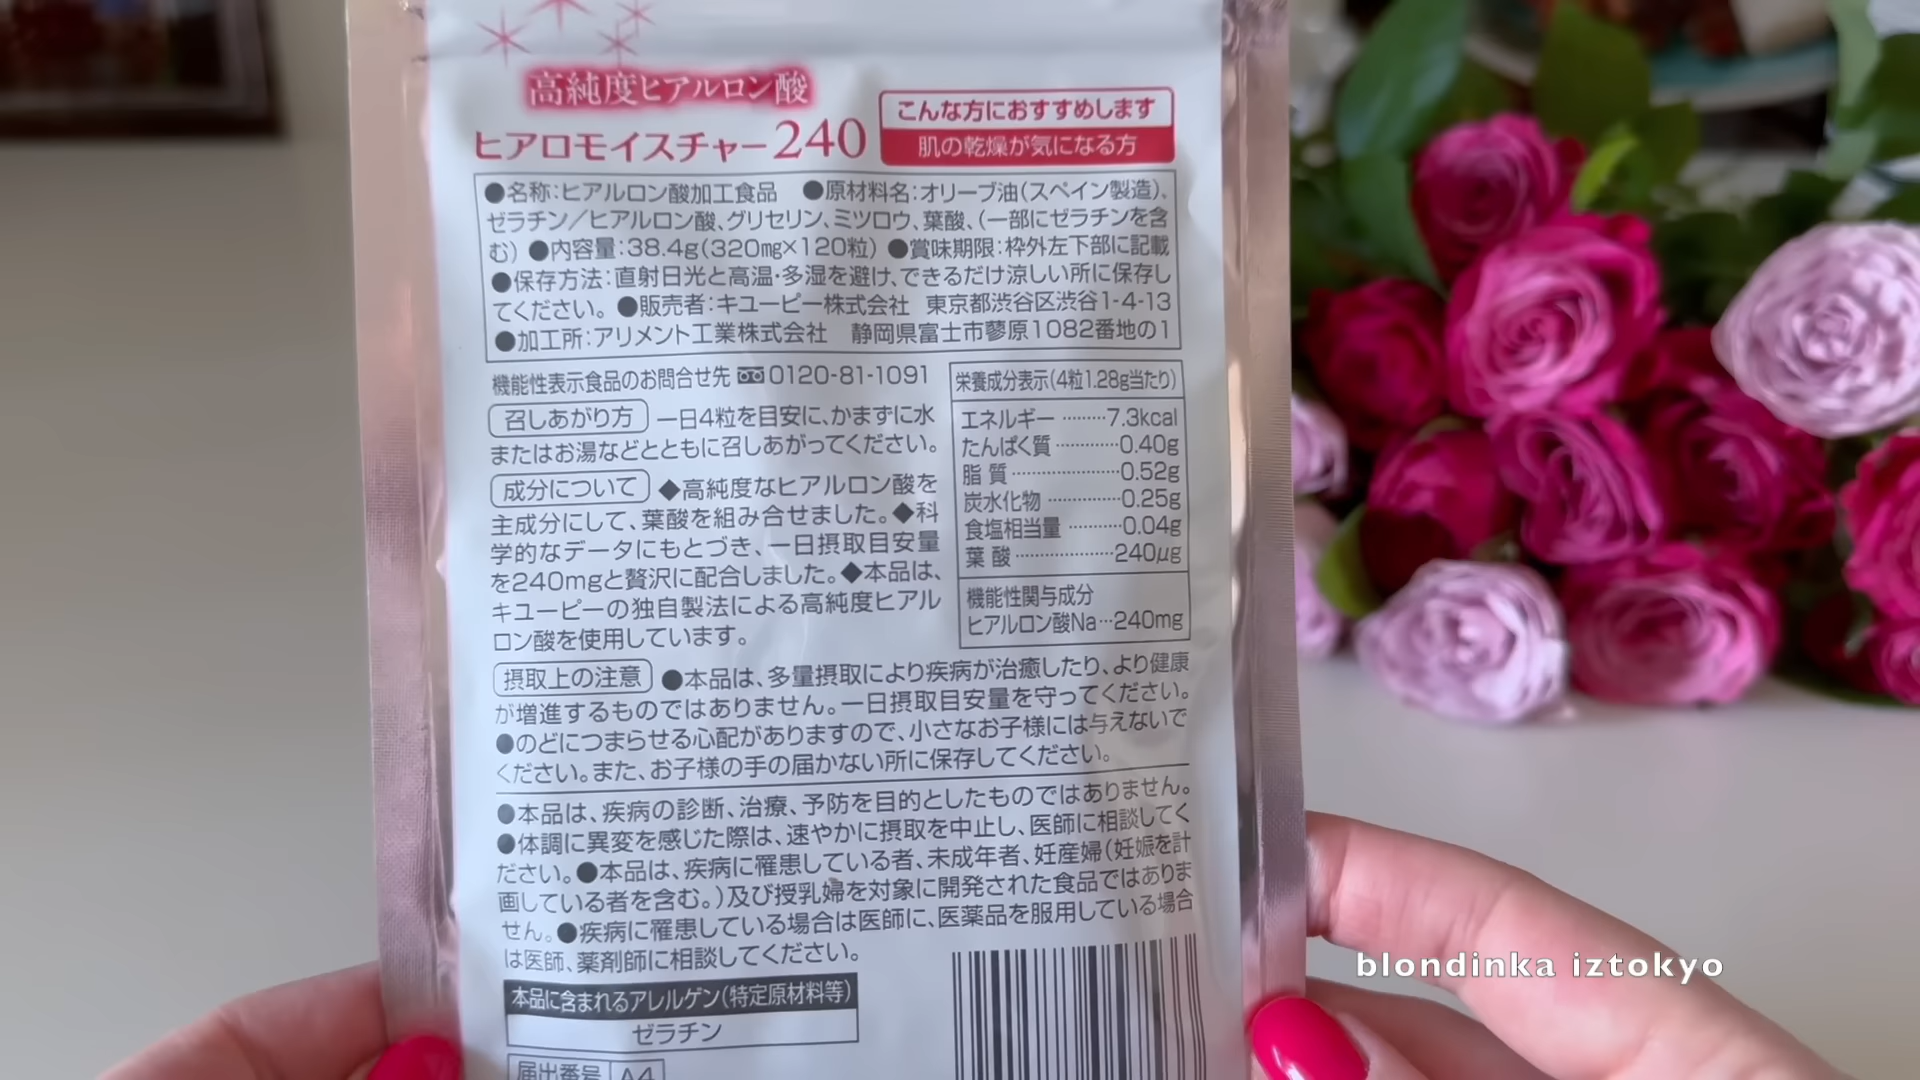 高純度ヒアルロン酸
ヒアロモイスチャー240
こんな方におすすめします
肌の乾燥が気になる方
●名称：ヒアルロン酸加工食品　●原材料名：オリーブ油（スペイン製造）、
ゼラチン／ヒアルロン酸、グリセリン、ミツロウ、葉酸、（一部にゼラチンを含
む）●内容量：38.4g（320mg×120粒）●賞味期限：枠外左下部に記載
●保存方法：直射日光と高温・多湿を避け、できるだけ涼しい所に保存し
てください。●販売者：キユーピー株式会社　東京都渋谷区渋谷1-4-13
●加工所：アリメント工業株式会社　静岡県富士市蓼原1082番地の1
機能性表示食品のお問合せ先 0120-81-1091
召しあがり方　一日4粒を目安に、かまずに水
またはお湯などとともに召しあがってください。
成分について　◆高純度なヒアルロン酸を
主成分にして、葉酸を組み合せました。◆科
学的なデータにもとづき、一日摂取目安量
を240mgと贅沢に配合しました。◆本品は、
キユーピーの独自製法による高純度ヒアル
ロン酸を使用しています。
栄養成分表示（4粒1.28g当たり）
エネルギー………7.3kcal
たんぱく質…………0.40g
脂 質…………………0.52g
炭水化物……………0.25g
食塩相当量…………0.04g
葉 酸…………………240μg
機能性関与成分
ヒアルロン酸Na…240mg
摂取上の注意　●本品は、多量摂取により疾病が治癒したり、より健康
が増進するものではありません。一日摂取目安量を守ってください。
●のどにつまらせる心配がありますので、小さなお子様には与えないで
ください。また、お子様の手の届かない所に保存してください。
●本品は、疾病の診断、治療、予防を目的としたものではありません。
●体調に異変を感じた際は、速やかに摂取を中止し、医師に相談してく
ださい。●本品は、疾病に罹患している者、未成年者、妊産婦（妊娠を計
画している者を含む。）及び授乳婦を対象に開発された食品ではありま
せん。●疾病に罹患している場合は医師に、医薬品を服用している場合
は医師、薬剤師に相談してください。
本品に含まれるアレルゲン（特定原材料等）
ゼラチン
届出番号 A4
blondinka iztokyo